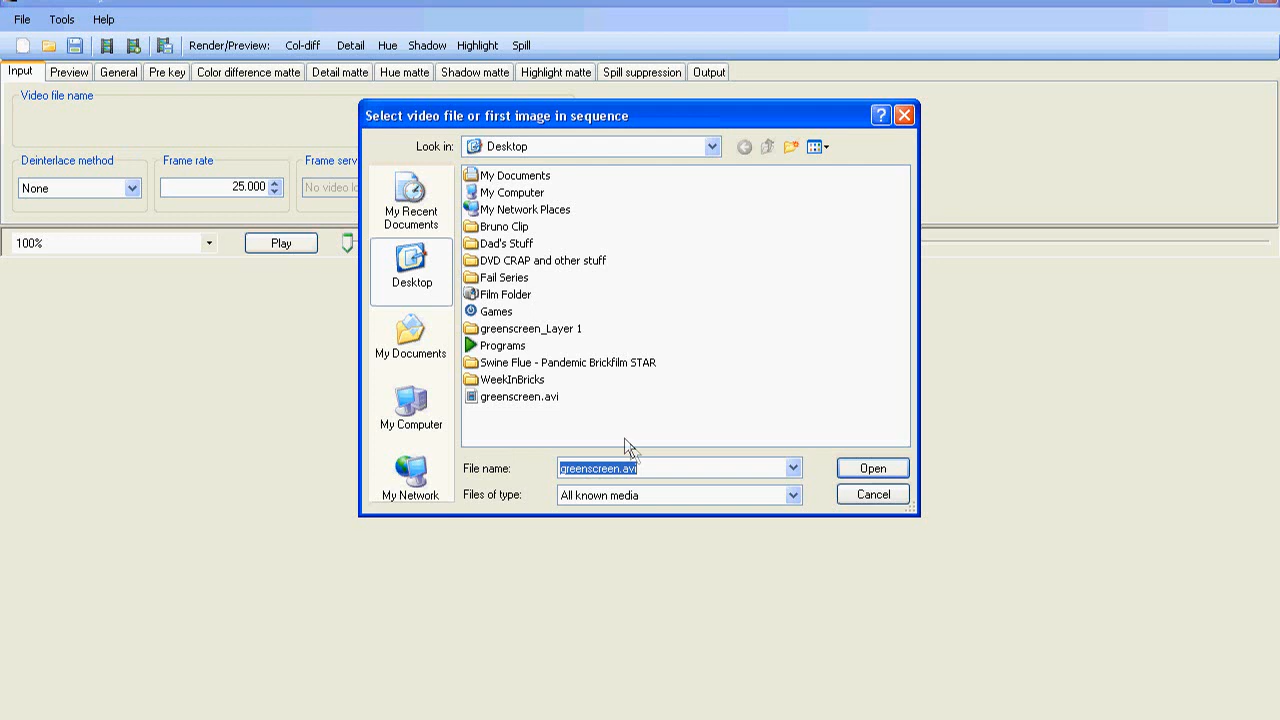 File Tools Help
Render/Preview: Col-diff Detail Hue Shadow Highlight Spill
Input Preview General Pre key Color difference matte Detail matte Hue matte Shadow matte Highlight matte Spill suppression Output
Video file name
Deinterlace method Frame rate Frame serv
None 25.000 No video lo
100% Play
Select video file or first image in sequence
Look in: Desktop
My Recent Documents
Desktop
My Documents
My Computer
My Network
My Documents
My Computer
My Network Places
Bruno Clip
Dad's Stuff
DVD CRAP and other stuff
Fail Series
Film Folder
Games
greenscreen_Layer 1
Programs
Swine Flue - Pandemic Brickfilm STAR
WeekInBricks
greenscreen.avi
File name: greenscreen.avi Open
Files of type: All known media Cancel